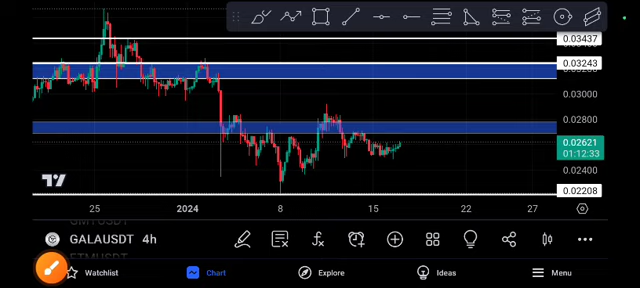 0.03437
0.03243
0.03000
0.02800
0.02621
01:12:33
0.02400
0.02208
25
2024
8
15
22
27
GALAUSDT 4h
Watchlist
Chart
Explore
Ideas
Menu